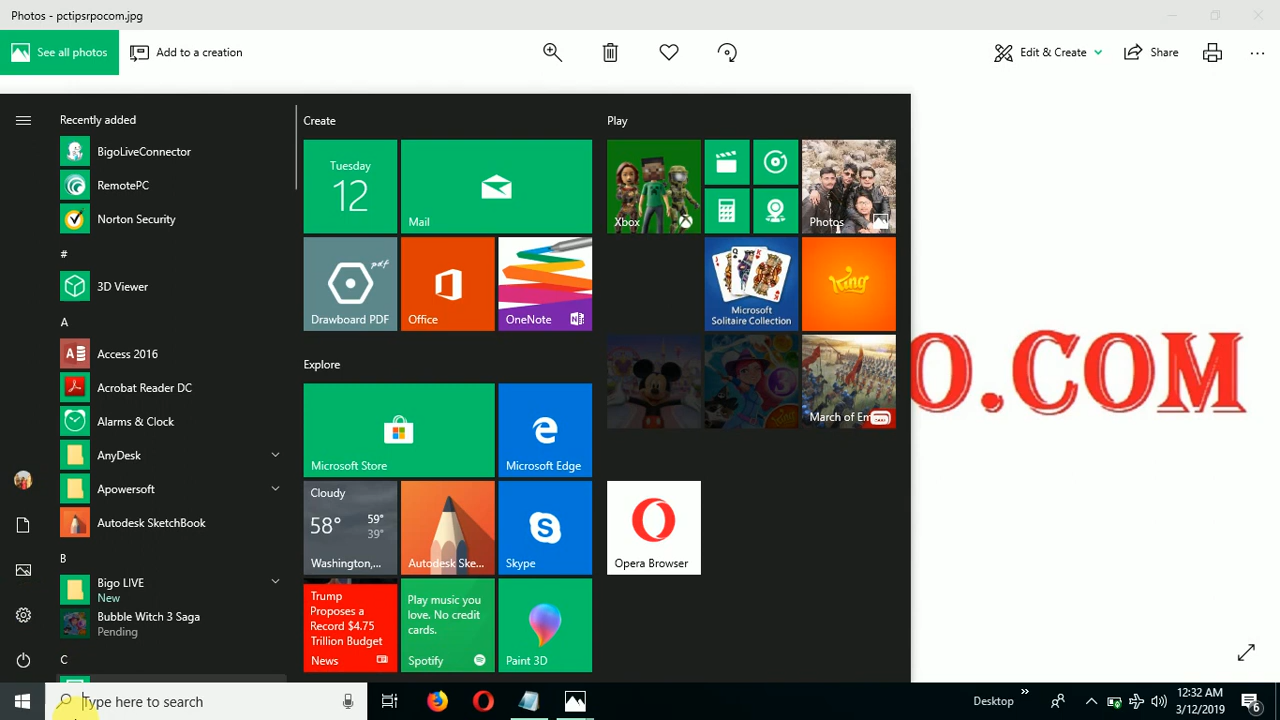 Photos - pctipsrpocom.jpg
See all photos
Add to a creation
Edit & Create
Share
Recently added
BigoLiveConnector
RemotePC
Norton Security
#
3D Viewer
A
Access 2016
Acrobat Reader DC
Alarms & Clock
AnyDesk
Apowersoft
Autodesk SketchBook
B
Bigo LIVE
New
Bubble Witch 3 Saga
Pending
C
Create
Tuesday
12
Mail
Drawboard PDF
pdf
Office
OneNote
Explore
Microsoft Store
Microsoft Edge
Cloudy
58°
59°
39°
Washington,...
Autodesk Ske...
Skype
Trump
Proposes a
Record $4.75
Trillion Budget
News
Play music you
love. No credit
cards.
Spotify
Paint 3D
Play
Xbox
Photos
Microsoft
Solitaire Collection
King
March of Em
Opera Browser
O.COM
Type here to search
Desktop
12:32 AM
3/12/2019
6